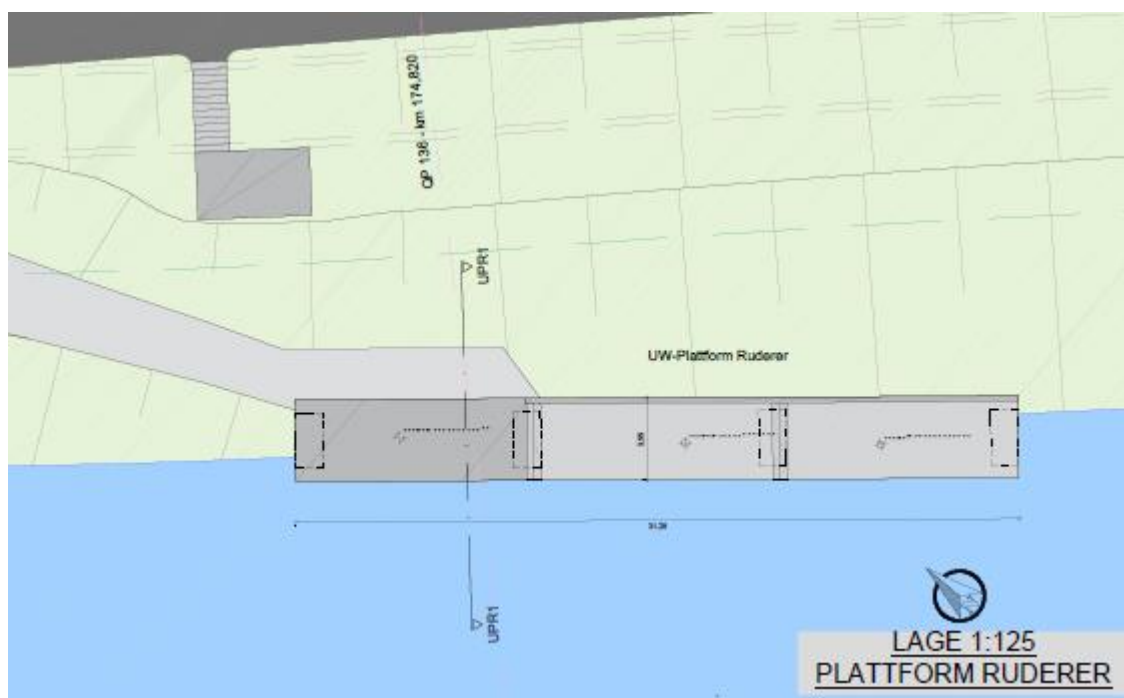 QP 136 - km 174,820
UPR1
UW-Plattform Ruderer
UPR1
LAGE 1:125
PLATTFORM RUDERER